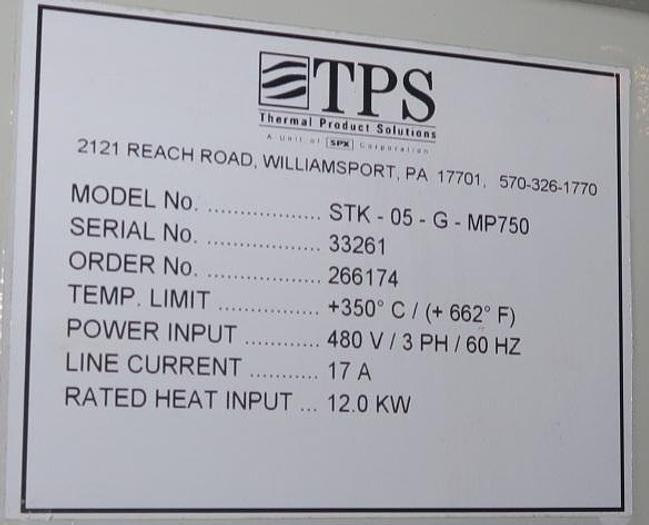 TPS
Thermal Product Solutions
A Unit of SPX Corporation
2121 REACH ROAD, WILLIAMSPORT, PA 17701, 570-326-1770
MODEL No. .................. STK - 05 - G - MP750
SERIAL No. .................. 33261
ORDER No. .................. 266174
TEMP. LIMIT ................ +350° C / (+ 662° F)
POWER INPUT ............ 480 V / 3 PH / 60 HZ
LINE CURRENT ........... 17 A
RATED HEAT INPUT ... 12.0 KW